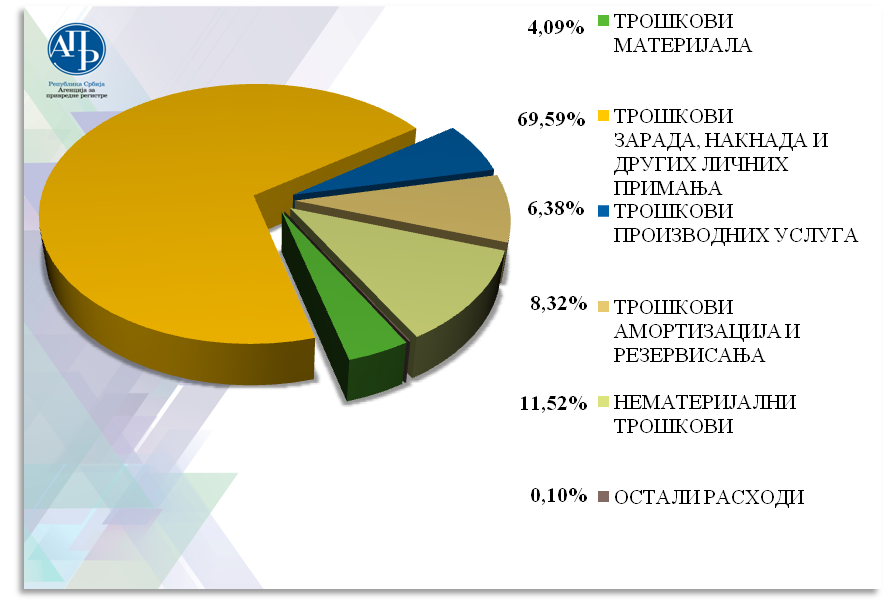 АПР
Република Србија
Агенција за
привредне регистре
4,09%
ТРОШКОВИ
МАТЕРИЈАЛА
69,59%
ТРОШКОВИ
ЗАРАДА, НАКНАДА И
ДРУГИХ ЛИЧНИХ
ПРИМАЊА
6,38%
ТРОШКОВИ
ПРОИЗВОДНИХ УСЛУГА
8,32%
ТРОШКОВИ
АМОРТИЗАЦИЈА И
РЕЗЕРВИСАЊА
11,52%
НЕМАТЕРИЈАЛНИ
ТРОШКОВИ
0,10%
ОСТАЛИ РАСХОДИ